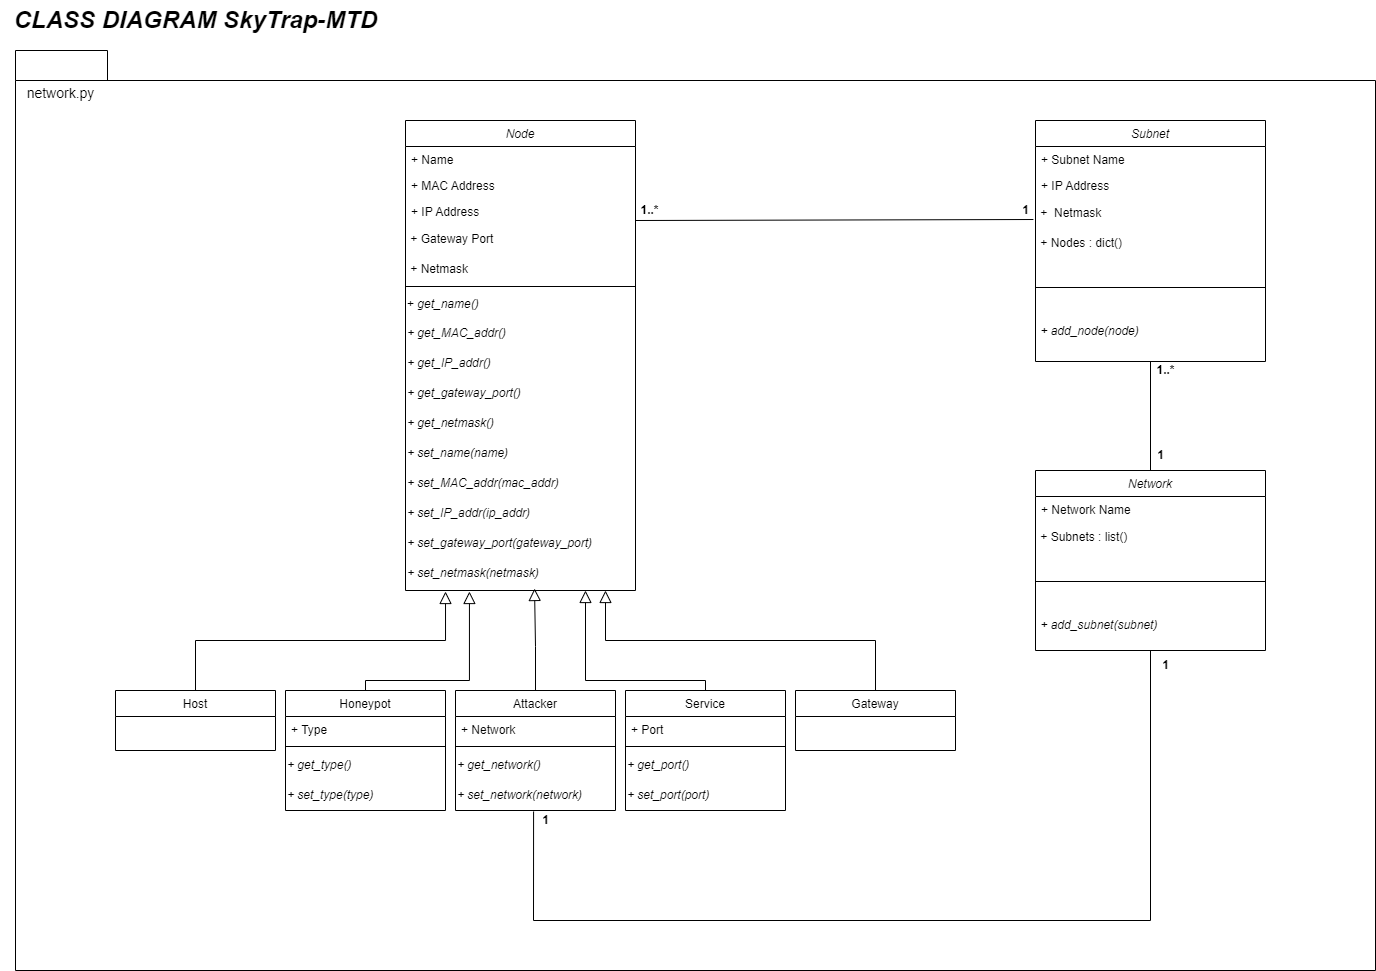 CLASS DIAGRAM SkyTrap-MTD
network.py
Node
+ Name
+ MAC Address
+ IP Address
+ Gateway Port
+ Netmask
+ get_name()
+ get_MAC_addr()
+ get_IP_addr()
+ get_gateway_port()
+ get_netmask()
+ set_name(name)
+ set_MAC_addr(mac_addr)
+ set_IP_addr(ip_addr)
+ set_gateway_port(gateway_port)
+ set_netmask(netmask)
1..*
1
Subnet
+ Subnet Name
+ IP Address
+ Netmask
+ Nodes : dict()
+ add_node(node)
1..*
1
Network
+ Network Name
+ Subnets : list()
+ add_subnet(subnet)
1
Host
Honeypot
+ Type
+ get_type()
+ set_type(type)
Attacker
+ Network
+ get_network()
+ set_network(network)
1
Service
+ Port
+ get_port()
+ set_port(port)
Gateway